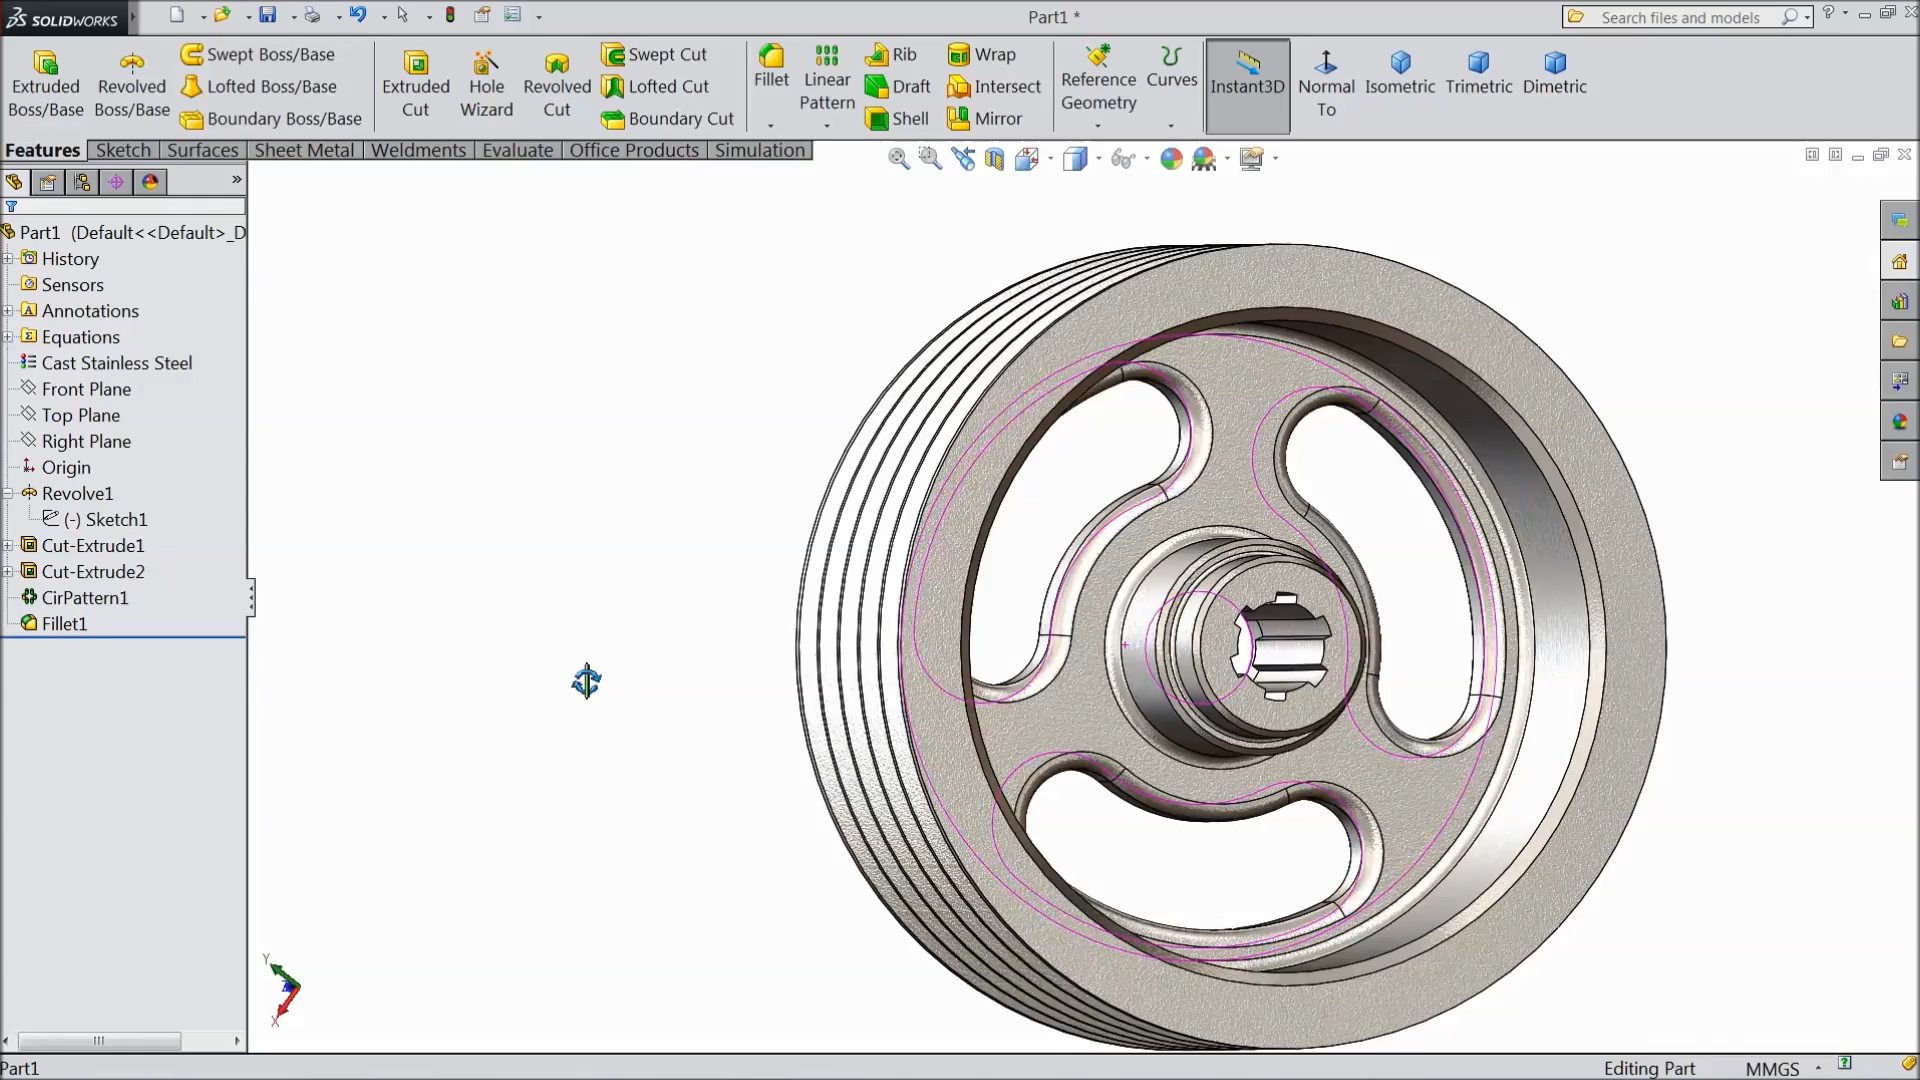 SOLIDWORKS
Part1 *
Search files and models
Extruded Boss/Base
Revolved Boss/Base
Swept Boss/Base
Lofted Boss/Base
Boundary Boss/Base
Extruded Cut
Hole Wizard
Revolved Cut
Swept Cut
Lofted Cut
Boundary Cut
Fillet
Linear Pattern
Rib
Draft
Shell
Wrap
Intersect
Mirror
Reference Geometry
Curves
Instant3D
Normal To
Isometric
Trimetric
Dimetric
Features
Sketch
Surfaces
Sheet Metal
Weldments
Evaluate
Office Products
Simulation
Part1 (Default<<Default>_D
History
Sensors
Annotations
Equations
Cast Stainless Steel
Front Plane
Top Plane
Right Plane
Origin
Revolve1
(-) Sketch1
Cut-Extrude1
Cut-Extrude2
CirPattern1
Fillet1
Y
Z
X
Part1
Editing Part
MMGS